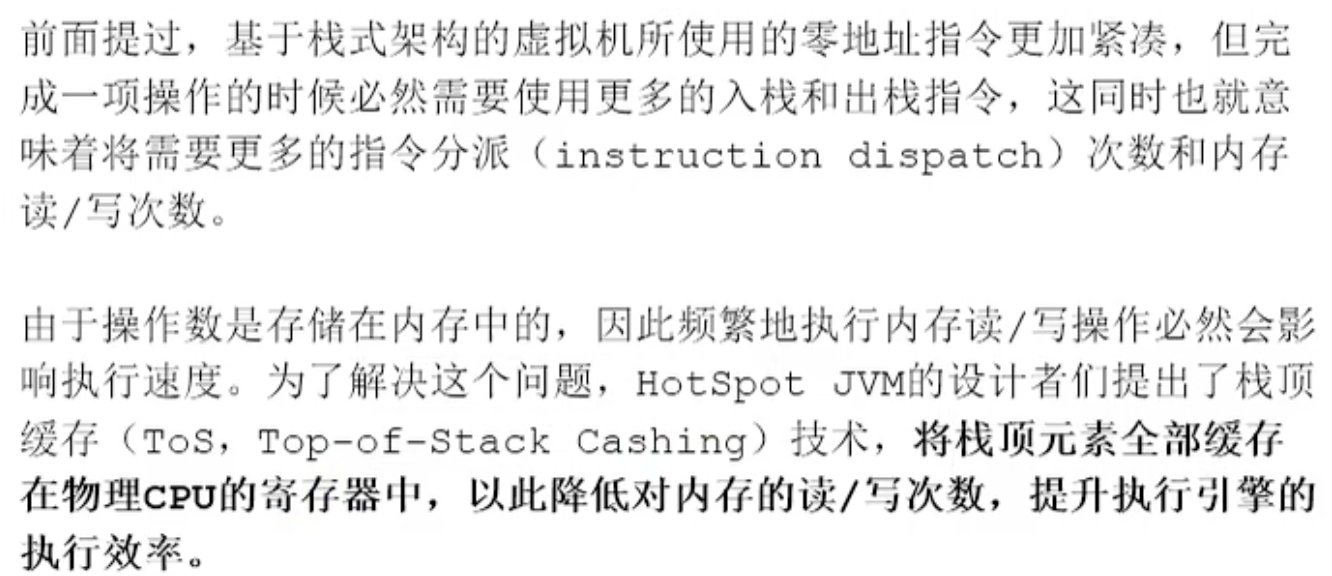 前面提过，基于栈式架构的虚拟机所使用的零地址指令更加紧凑，但完
成一项操作的时候必然需要使用更多的入栈和出栈指令，这同时也就意
味着将需要更多的指令分派（instruction dispatch）次数和内存
读/写次数。
由于操作数是存储在内存中的，因此频繁地执行内存读/写操作必然会影
响执行速度。为了解决这个问题，HotSpot JVM的设计者们提出了栈顶
缓存（ToS，Top-of-Stack Cashing）技术，将栈顶元素全部缓存
在物理CPU的寄存器中，以此降低对内存的读/写次数，提升执行引擎的
执行效率。